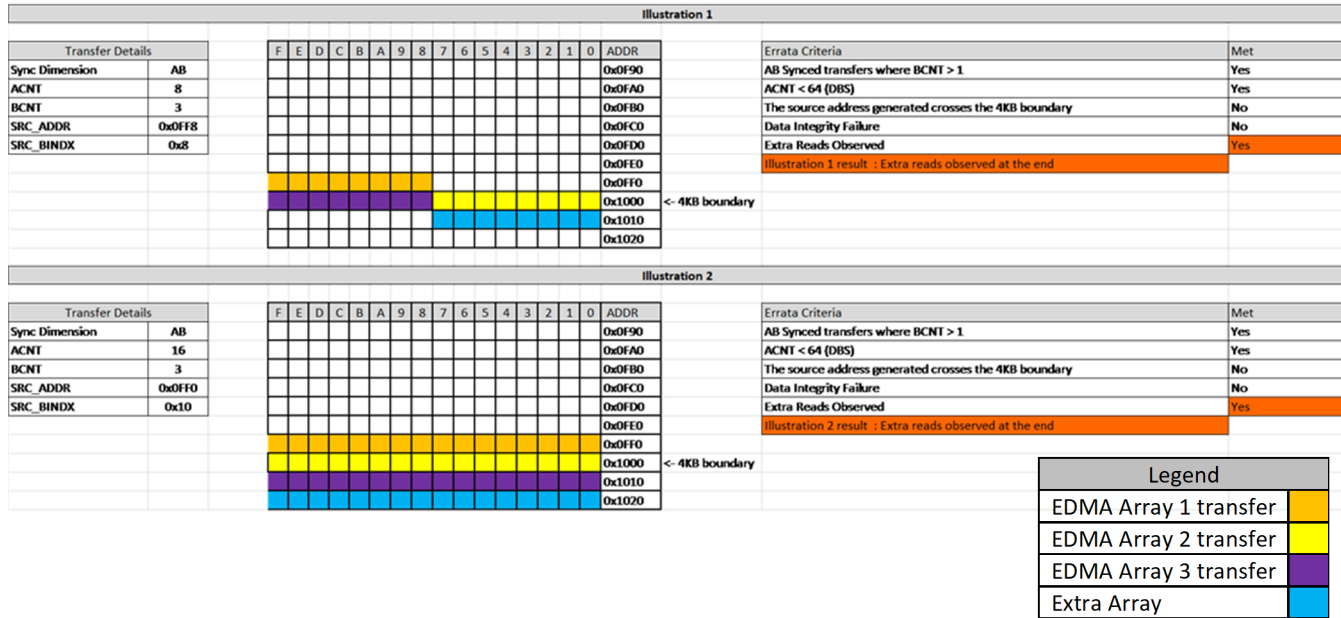 Illustration 1
Transfer Details F E D C B A 9 8 7 6 5 4 3 2 1 0 ADDR Errata Criteria Met
Sync Dimension AB 0x0F90 AB Synced transfers where BCNT > 1 Yes
ACNT 8 0x0FA0 ACNT < 64 (DBS) Yes
BCNT 3 0x0FB0 The source address generated crosses the 4KB boundary No
SRC_ADDR 0x0FF8 0x0FC0 Data Integrity Failure No
SRC_BINDX 0x8 0x0FD0 Extra Reads Observed Yes
0x0FE0 Illustration 1 result : Extra reads observed at the end
0x0FF0
0x1000 <- 4KB boundary
0x1010
0x1020
Illustration 2
Transfer Details F E D C B A 9 8 7 6 5 4 3 2 1 0 ADDR Errata Criteria Met
Sync Dimension AB 0x0F90 AB Synced transfers where BCNT > 1 Yes
ACNT 16 0x0FA0 ACNT < 64 (DBS) Yes
BCNT 3 0x0FB0 The source address generated crosses the 4KB boundary No
SRC_ADDR 0x0FF0 0x0FC0 Data Integrity Failure No
SRC_BINDX 0x10 0x0FD0 Extra Reads Observed Yes
0x0FE0 Illustration 2 result : Extra reads observed at the end
0x0FF0
0x1000 <- 4KB boundary
0x1010
0x1020
Legend
EDMA Array 1 transfer
EDMA Array 2 transfer
EDMA Array 3 transfer
Extra Array